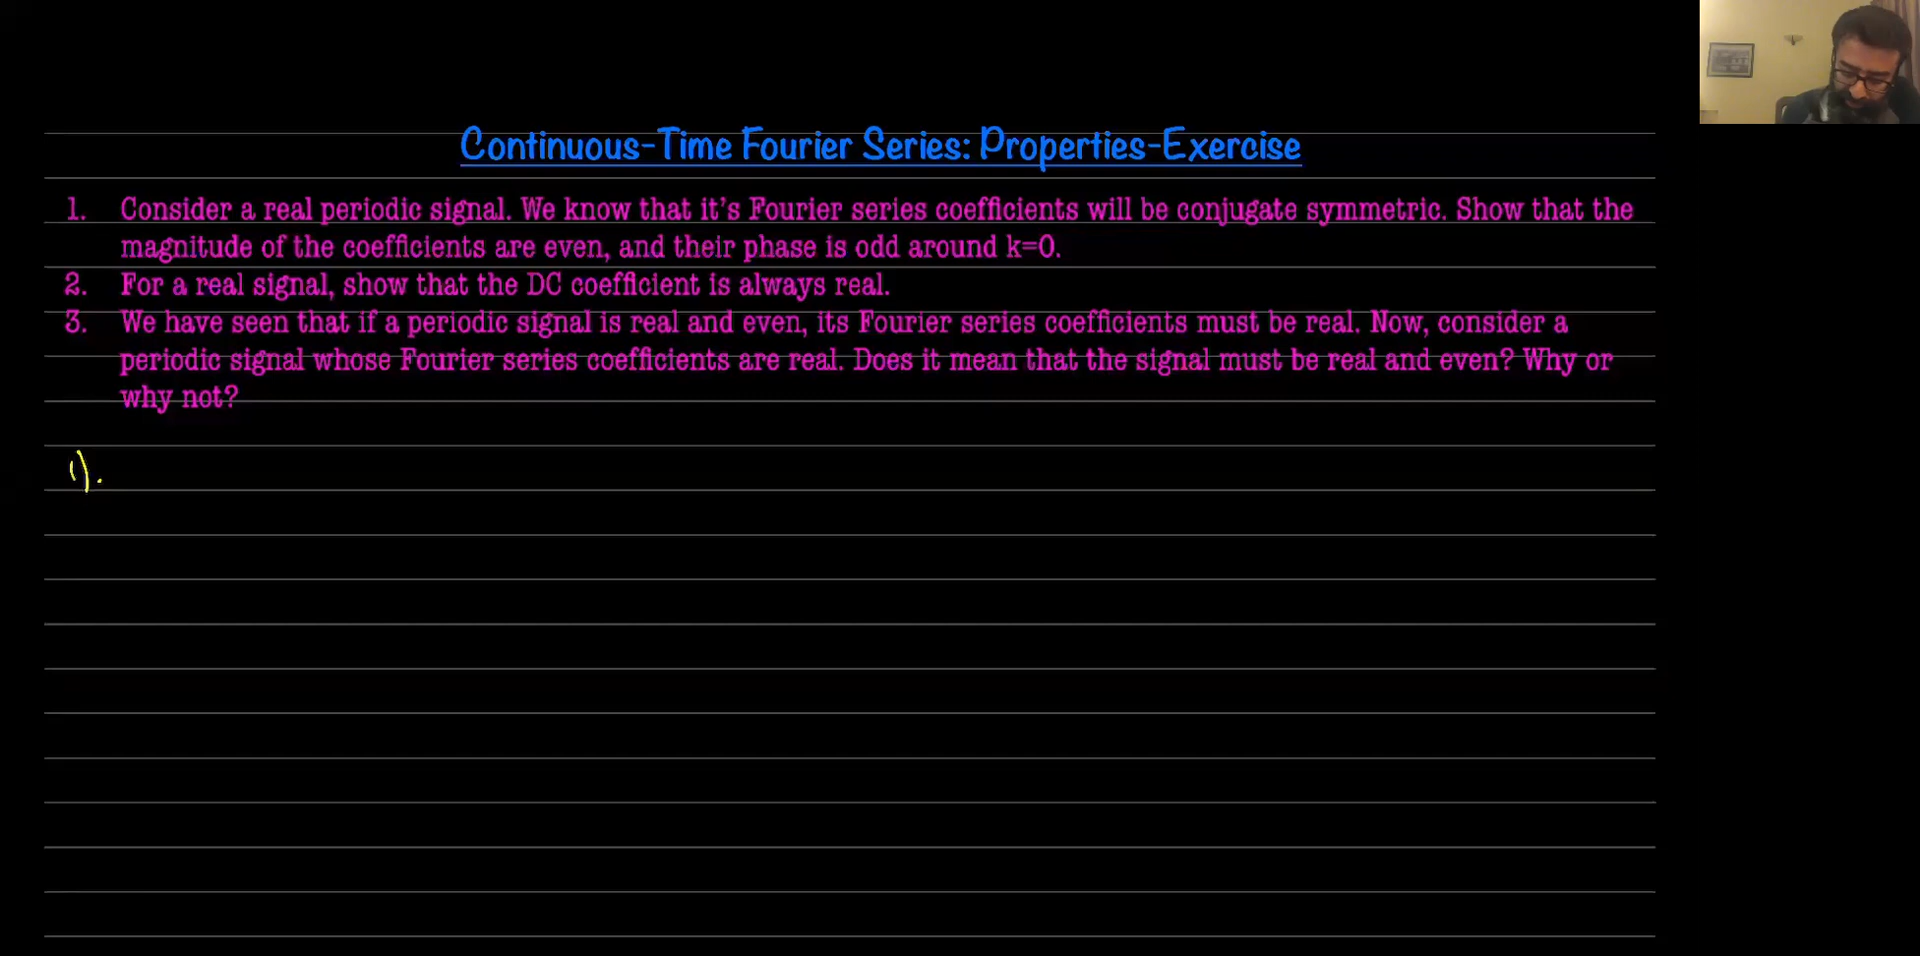 Continuous-Time Fourier Series: Properties-Exercise
1. Consider a real periodic signal. We know that it's Fourier series coefficients will be conjugate symmetric. Show that the
magnitude of the coefficients are even, and their phase is odd around k=0.
2. For a real signal, show that the DC coefficient is always real.
3. We have seen that if a periodic signal is real and even, its Fourier series coefficients must be real. Now, consider a
periodic signal whose Fourier series coefficients are real. Does it mean that the signal must be real and even? Why or
why not?
1).